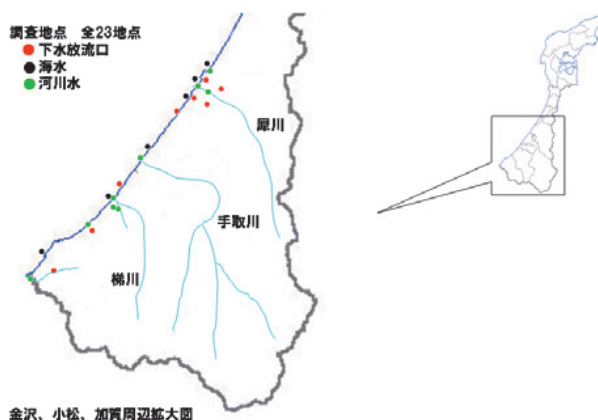 調査地点 全23地点
下水放流口
海水
河川水
犀川
手取川
梯川
金沢、小松、加賀周辺拡大図